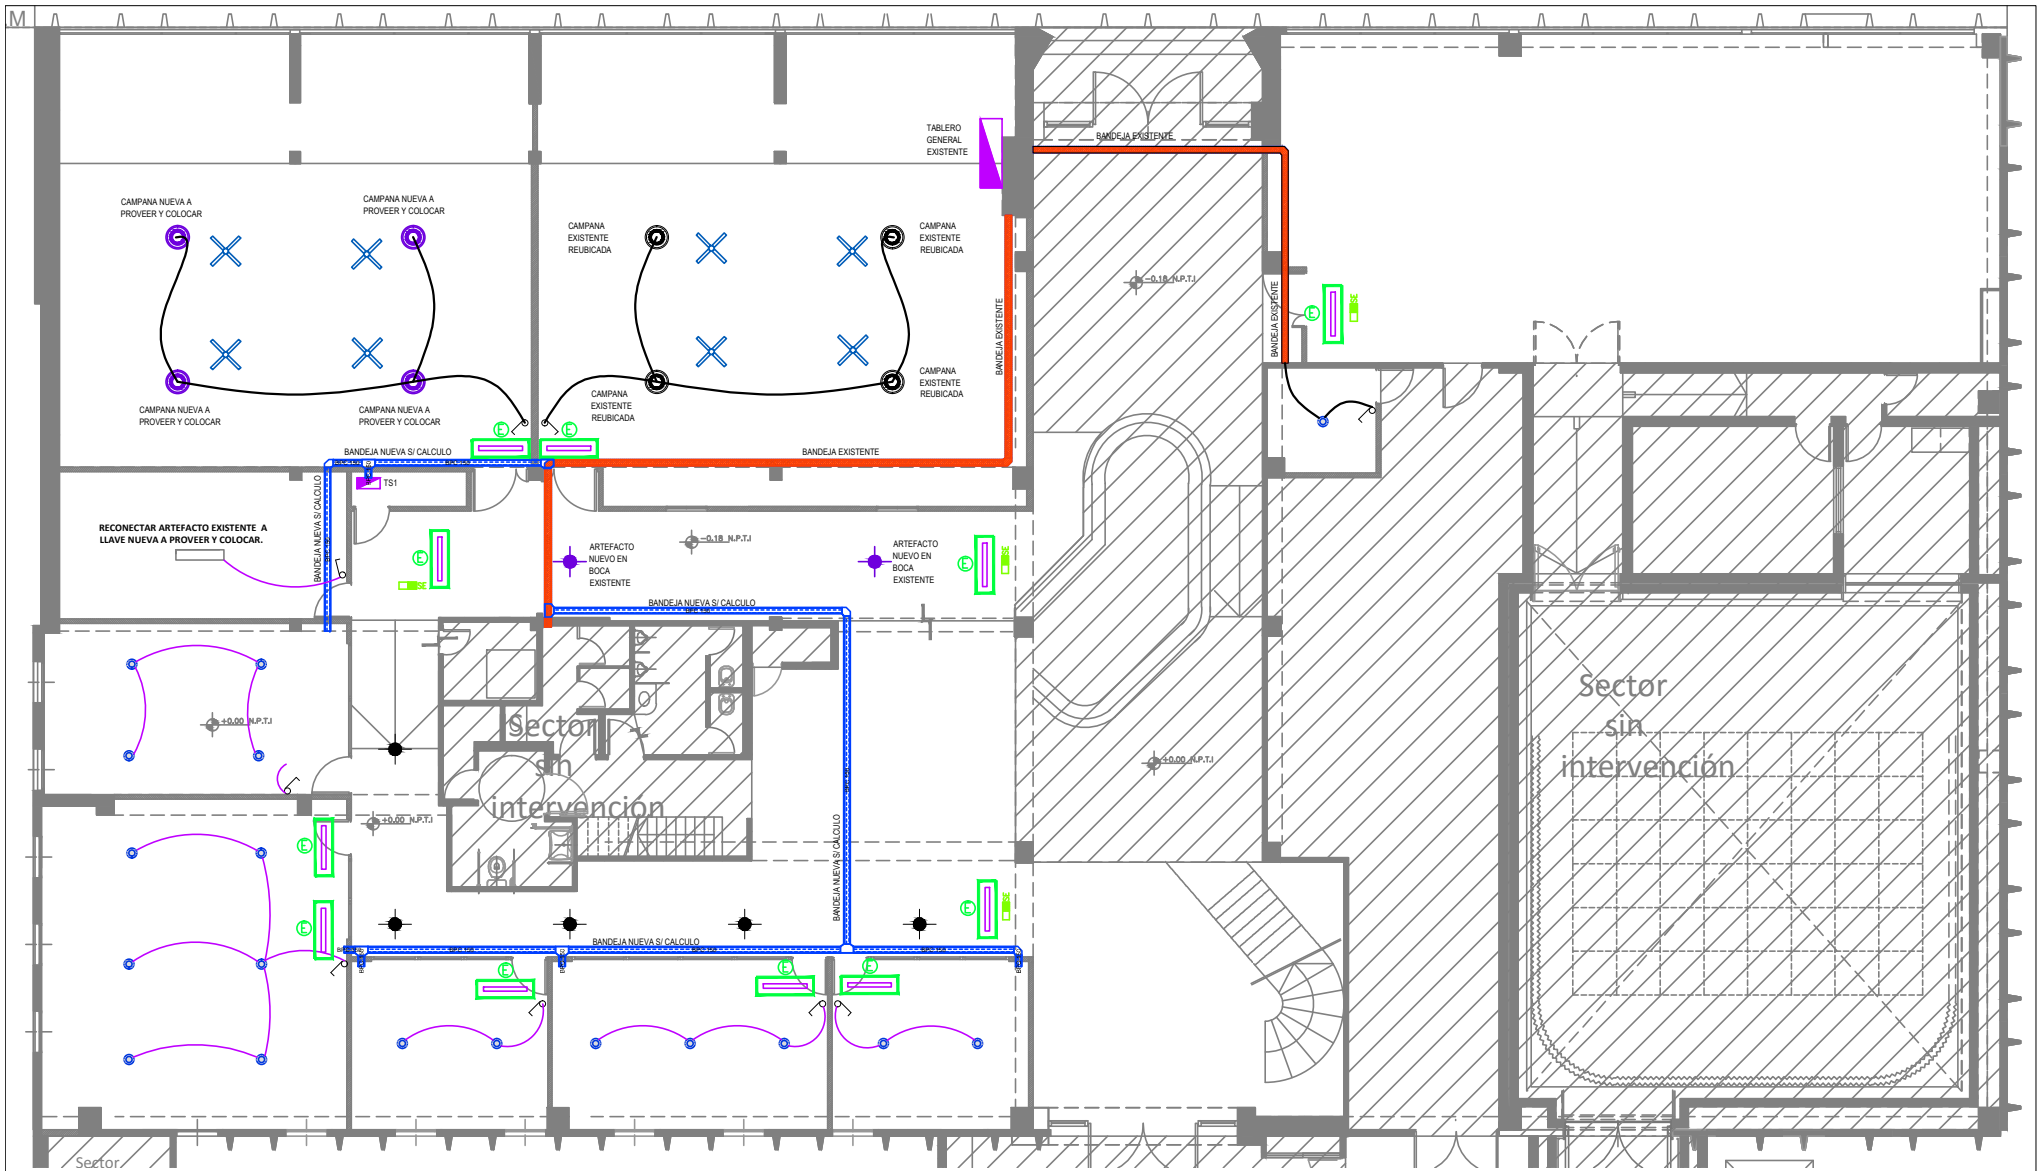 M
TABLERO
GENERAL
EXISTENTE
BANDEJA EXISTENTE
CAMPANA NUEVA A
PROVEER Y COLOCAR
CAMPANA NUEVA A
PROVEER Y COLOCAR
CAMPANA
EXISTENTE
REUBICADA
CAMPANA
EXISTENTE
REUBICADA
-0.18 N.P.T.I
BANDEJA EXISTENTE
BANDEJA EXISTENTE
E
SE
CAMPANA NUEVA A
PROVEER Y COLOCAR
CAMPANA NUEVA A
PROVEER Y COLOCAR
CAMPANA
EXISTENTE
REUBICADA
CAMPANA
EXISTENTE
REUBICADA
E
E
BANDEJA NUEVA S/ CALCULO
BANDEJA EXISTENTE
TS1
BANDEJA NUEVA S/ CALCULO
RECONECTAR ARTEFACTO EXISTENTE A
LLAVE NUEVA A PROVEER Y COLOCAR.
E
SE
ARTEFACTO
NUEVO EN
BOCA
EXISTENTE
-0.18 N.P.T.I
ARTEFACTO
NUEVO EN
BOCA
EXISTENTE
E
SE
BANDEJA NUEVA S/ CALCULO
+0.00 N.P.T.I
Sector
sin
intervención
Sector
sin
intervención
+0.00 N.P.T.I
+0.00 N.P.T.I
E
BANDEJA NUEVA S/ CALCULO
E
E
SE
BANDEJA NUEVA S/ CALCULO
E
E
E
Sector